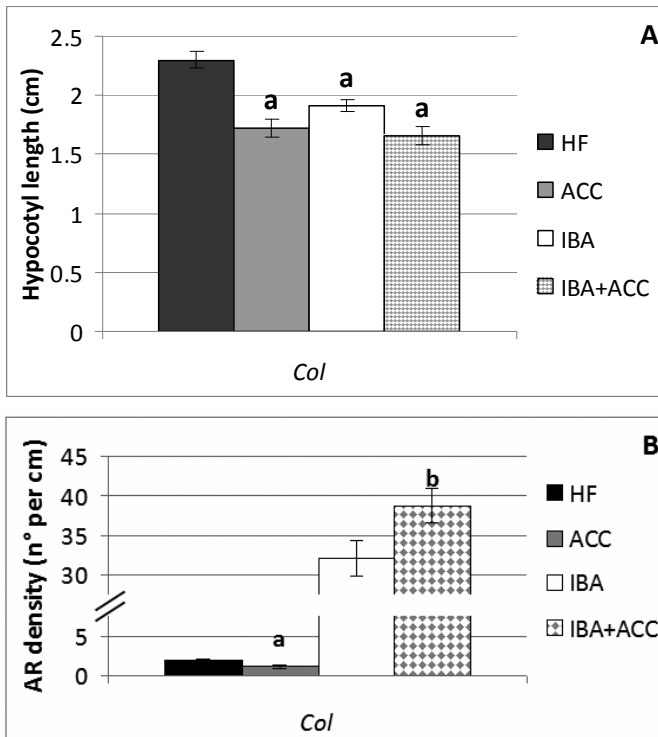 A
Hypocotyl length (cm)
2.5
2
1.5
1
0.5
0
a
a
a
Col
HF
ACC
IBA
IBA+ACC
B
AR density (n° per cm)
45
40
35
30
5
0
a
b
Col
HF
ACC
IBA
IBA+ACC